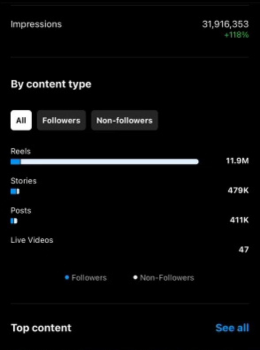 Impressions 31,916,353
+118%
By content type
All Followers Non-followers
Reels
11.9M
Stories
479K
Posts
411K
Live Videos
47
Followers Non-Followers
Top content See all